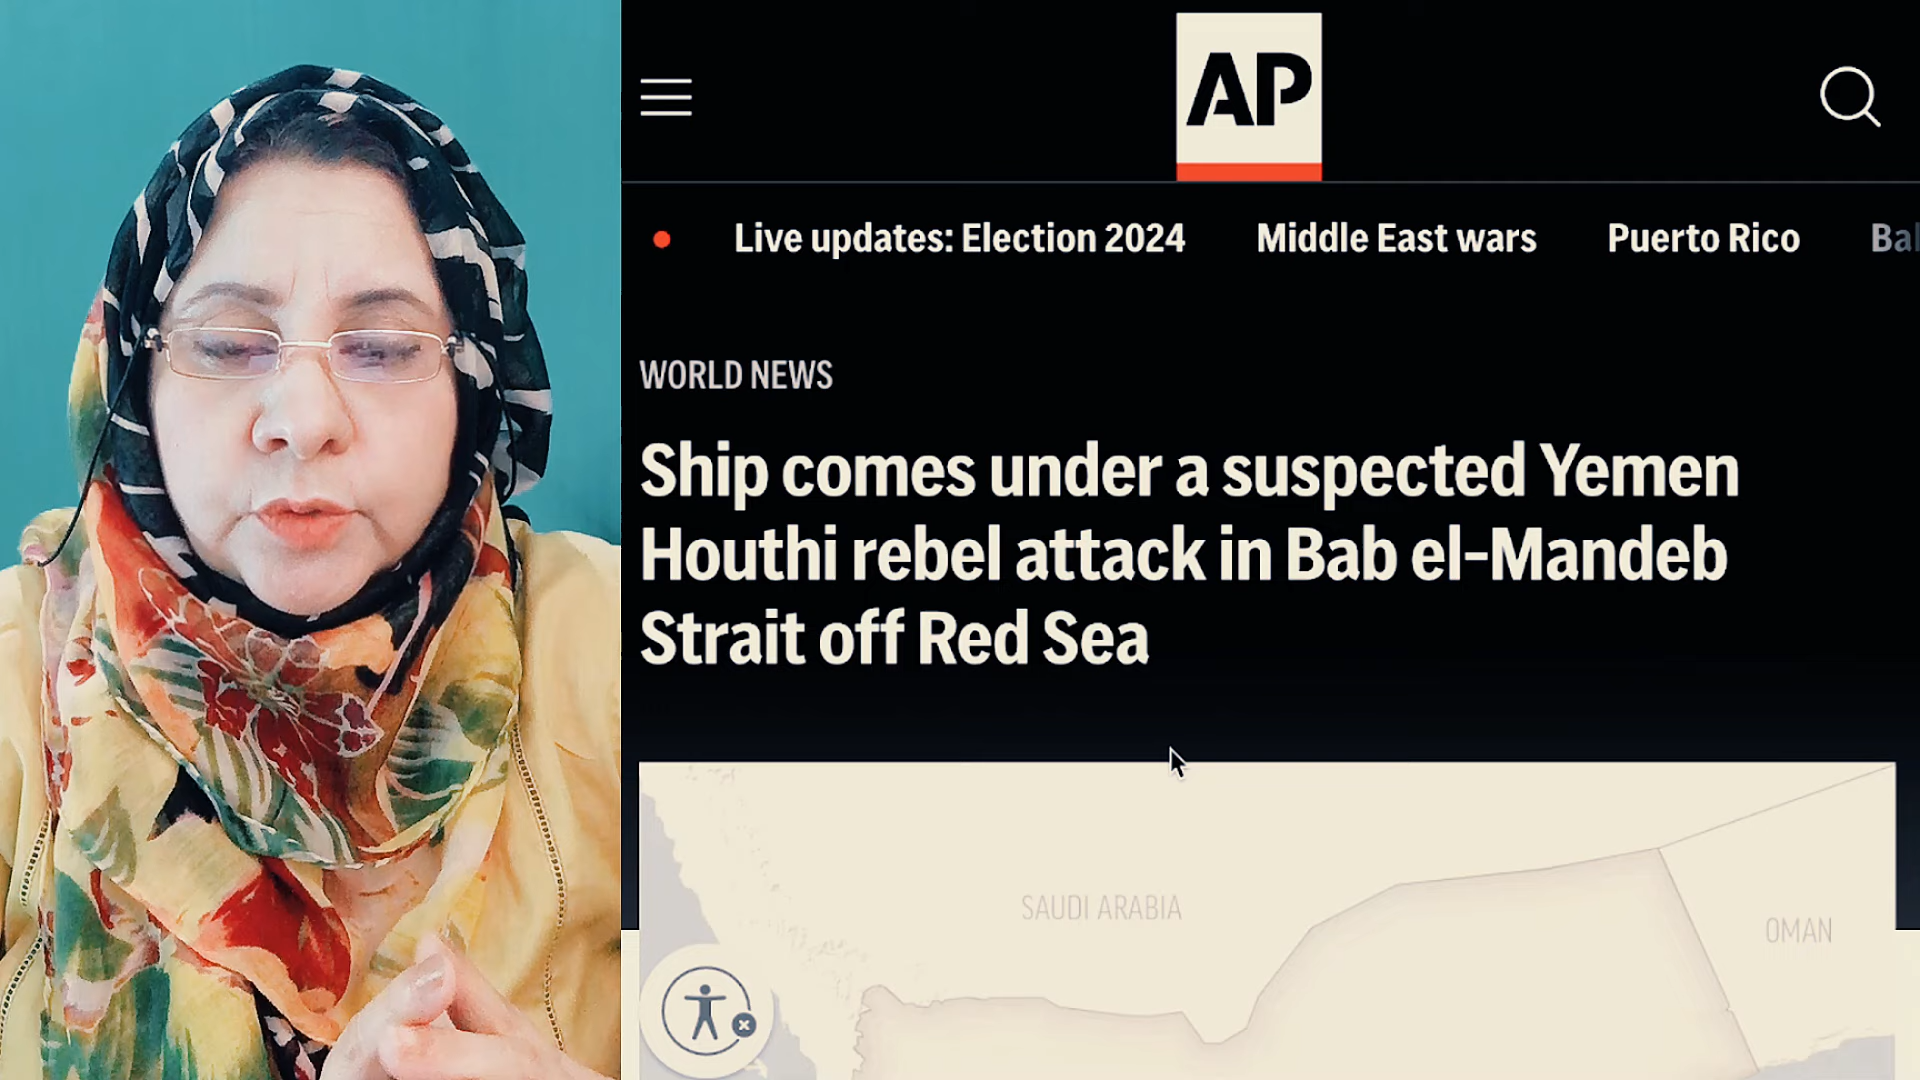 AP
Live updates: Election 2024 Middle East wars Puerto Rico
WORLD NEWS
Ship comes under a suspected Yemen
Houthi rebel attack in Bab el-Mandeb
Strait off Red Sea
SAUDI ARABIA
OMAN